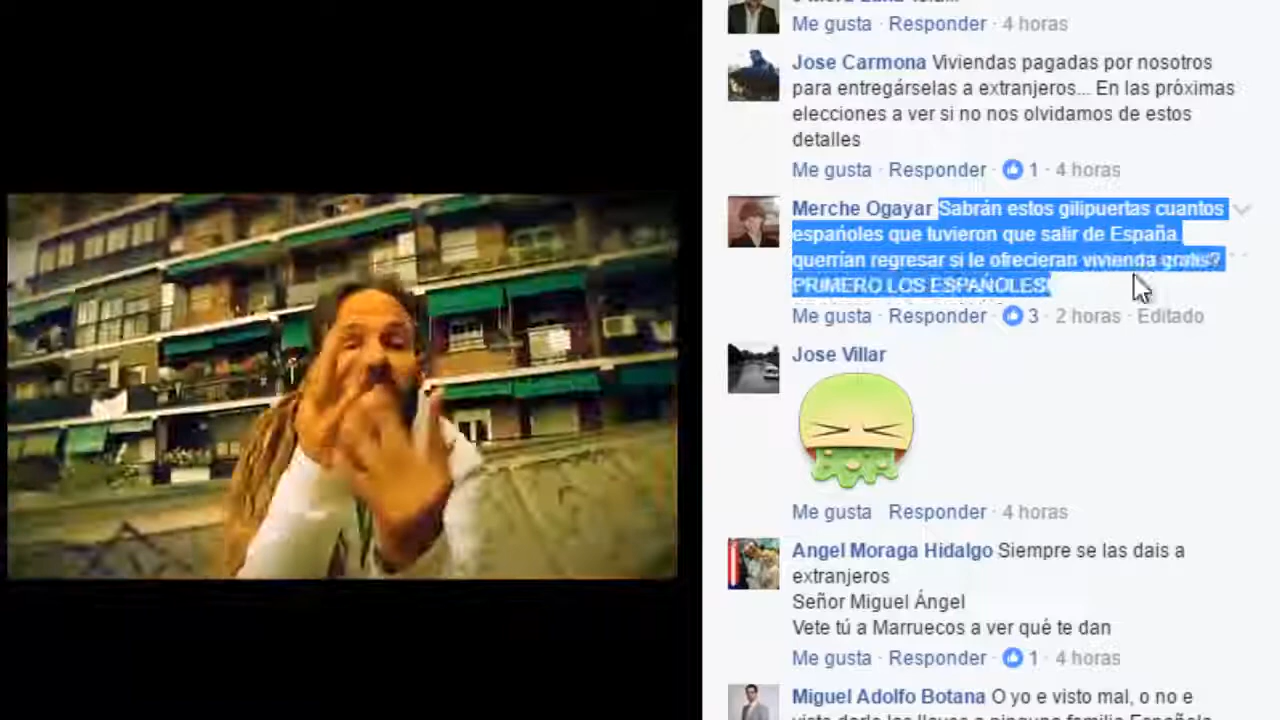 Me gusta · Responder · 4 horas
Jose Carmona Viviendas pagadas por nosotros
para entregárselas a extranjeros... En las próximas
elecciones a ver si no nos olvidamos de estos
detalles
Me gusta · Responder · 1 · 4 horas
Merche Ogayar Sabrán estos gilipuertas cuantos
españoles que tuvieron que salir de España
querrían regresar si le ofrecieran vivienda gratis?
PRIMERO LOS ESPAÑOLES
Me gusta · Responder · 3 · 2 horas · Editado
Jose Villar
Me gusta Responder · 4 horas
Angel Moraga Hidalgo Siempre se las dais a
extranjeros
Señor Miguel Ángel
Vete tú a Marruecos a ver qué te dan
Me gusta · Responder · 1 · 4 horas
Miguel Adolfo Botana O yo e visto mal, o no e